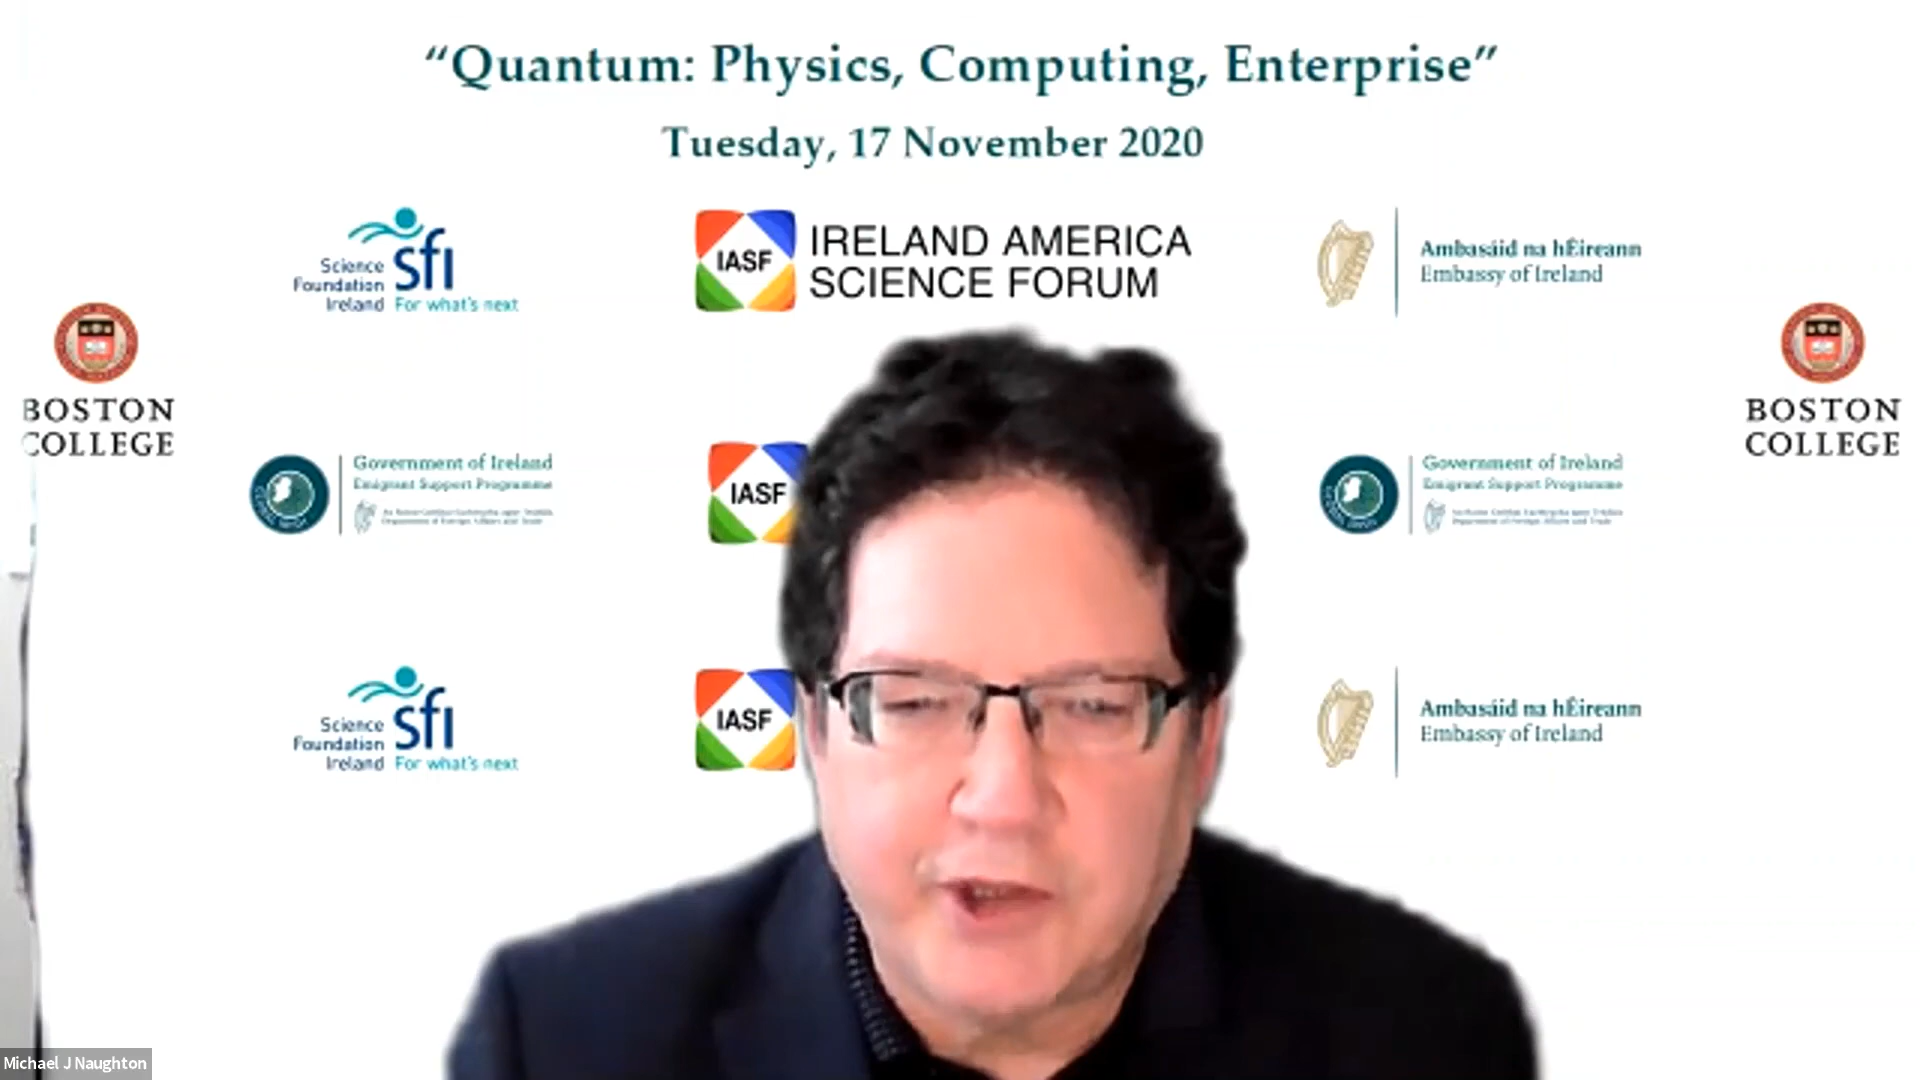 “Quantum: Physics, Computing, Enterprise”
Tuesday, 17 November 2020
Science
Foundation
Ireland
sfi
For what's next
IASF
IRELAND AMERICA
SCIENCE FORUM
Ambasáid na hÉireann
Embassy of Ireland
BOSTON
COLLEGE
BOSTON
COLLEGE
Government of Ireland
Emigrant Support Programme
IASF
Government of Ireland
Emigrant Support Programme
Science
Foundation
Ireland
sfi
For what's next
IASF
Ambasáid na hÉireann
Embassy of Ireland
Michael J Naughton